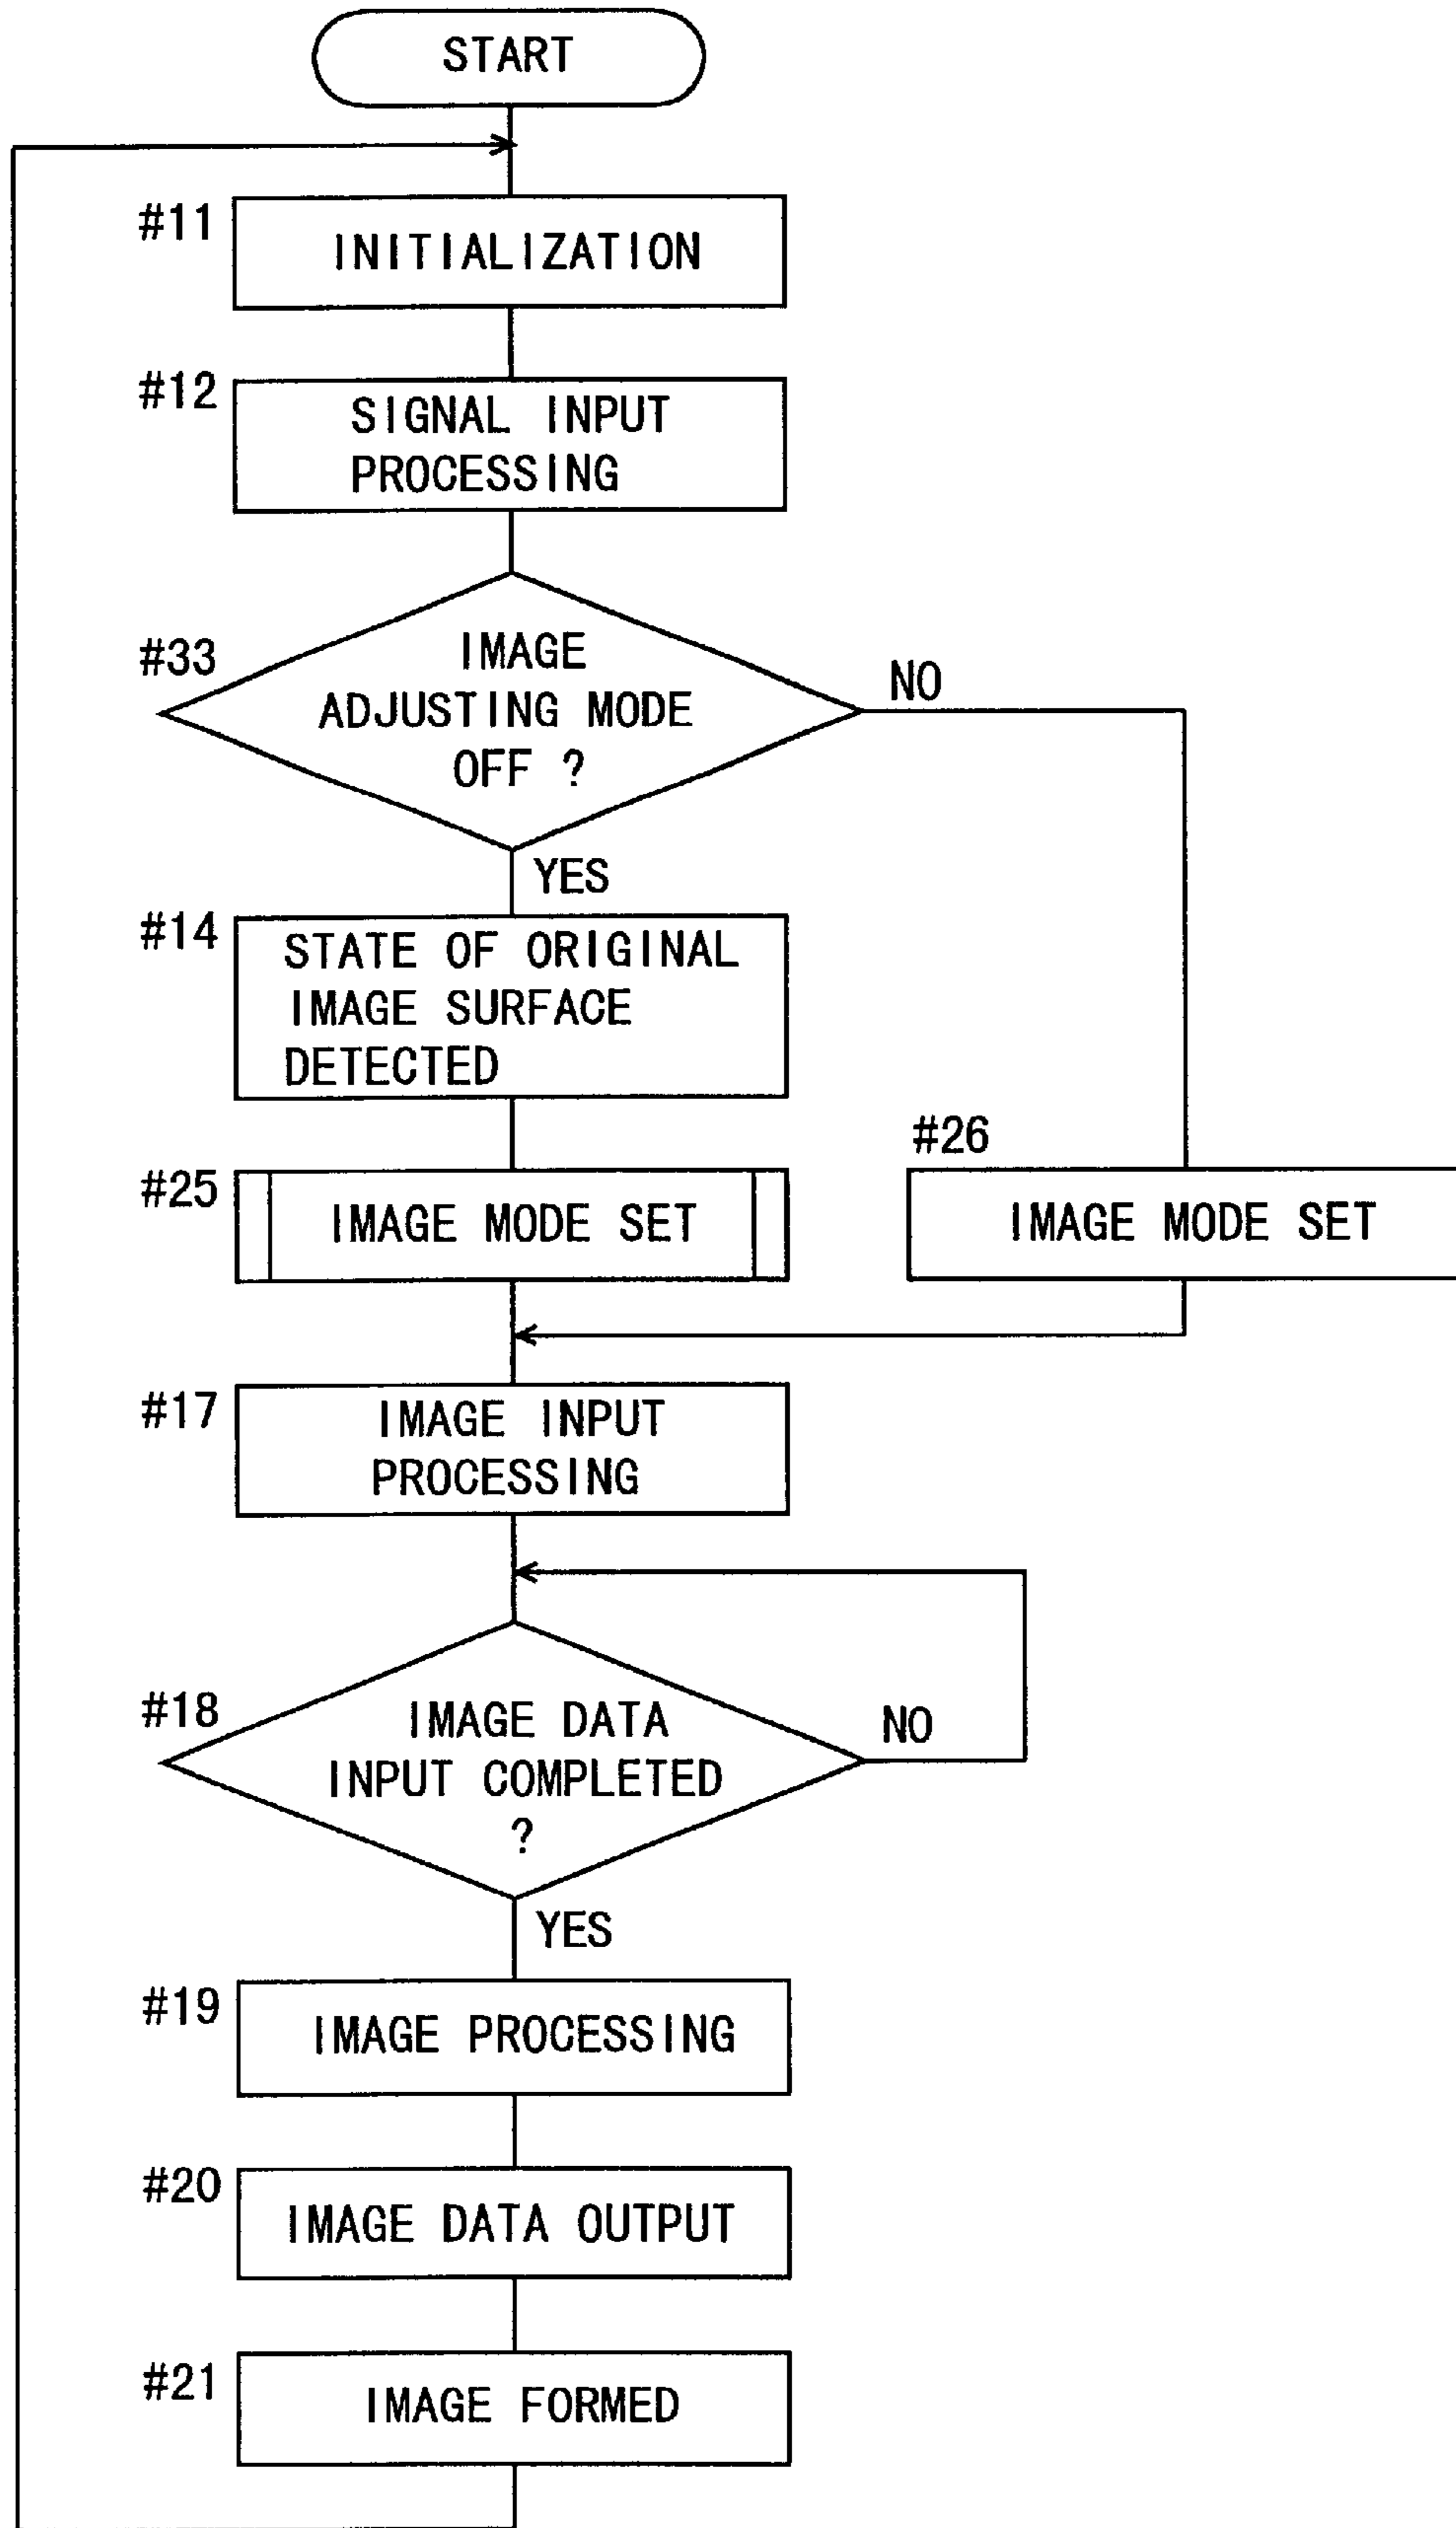 START
#11
INITIALIZATION
#12
SIGNAL INPUT
PROCESSING
#33
IMAGE
ADJUSTING MODE
OFF ?
NO
YES
#14
STATE OF ORIGINAL
IMAGE SURFACE
DETECTED
#25
IMAGE MODE SET
#26
IMAGE MODE SET
#17
IMAGE INPUT
PROCESSING
#18
IMAGE DATA
INPUT COMPLETED
?
NO
YES
#19
IMAGE PROCESSING
#20
IMAGE DATA OUTPUT
#21
IMAGE FORMED